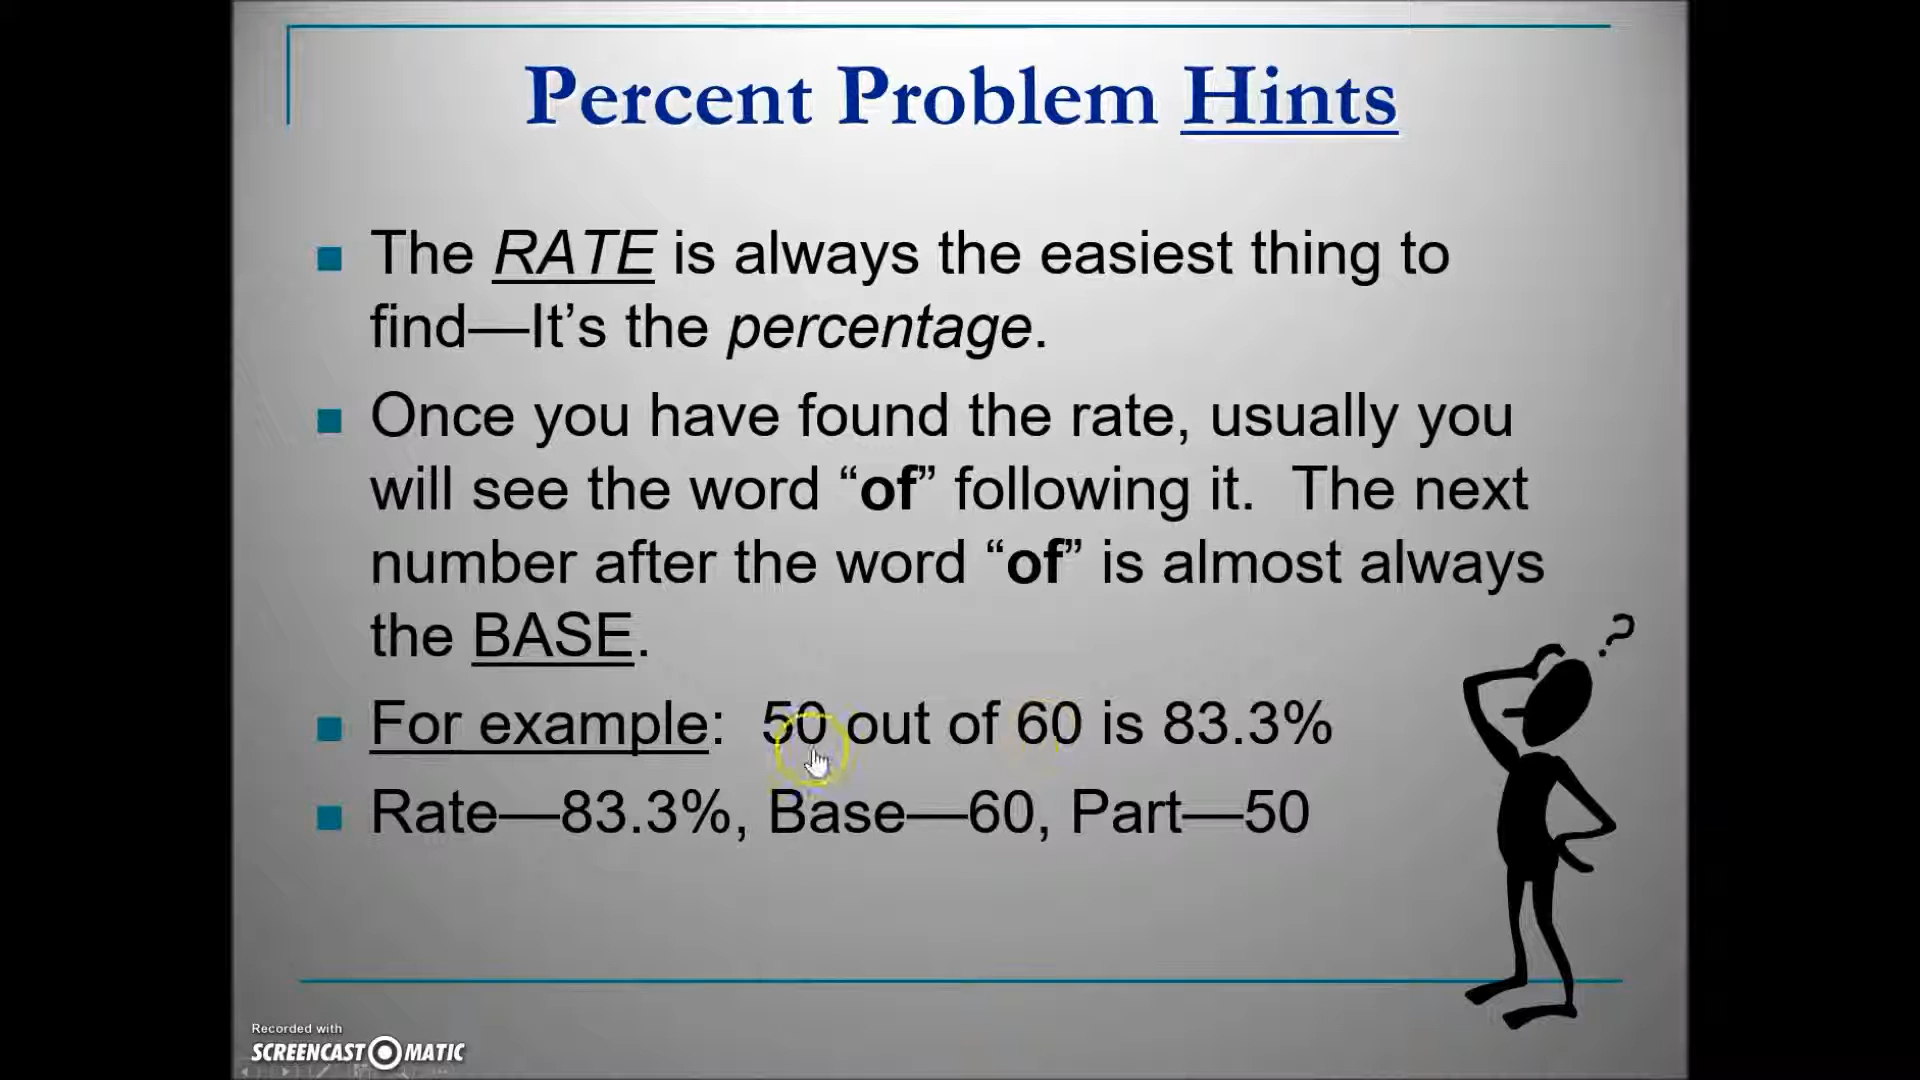 Percent Problem Hints
The RATE is always the easiest thing to
find—It’s the percentage.
Once you have found the rate, usually you
will see the word “of” following it.  The next
number after the word “of” is almost always
the BASE.
For example:  50 out of 60 is 83.3%
Rate—83.3%, Base—60, Part—50
?
Recorded with
SCREENCAST MATIC